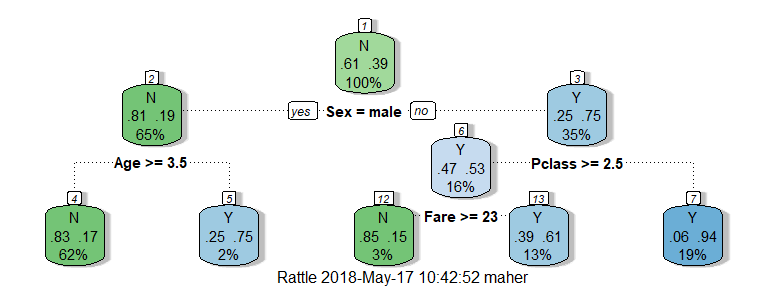 1
N
.61 .39
100%
2
N
.81 .19
65%
yes Sex = male no
3
Y
.25 .75
35%
Age >= 3.5
6
Y
.47 .53
16%
Pclass >= 2.5
4
N
.83 .17
62%
5
Y
.25 .75
2%
12
N
.85 .15
3%
Fare >= 23
13
Y
.39 .61
13%
7
Y
.06 .94
19%
Rattle 2018-May-17 10:42:52 maher